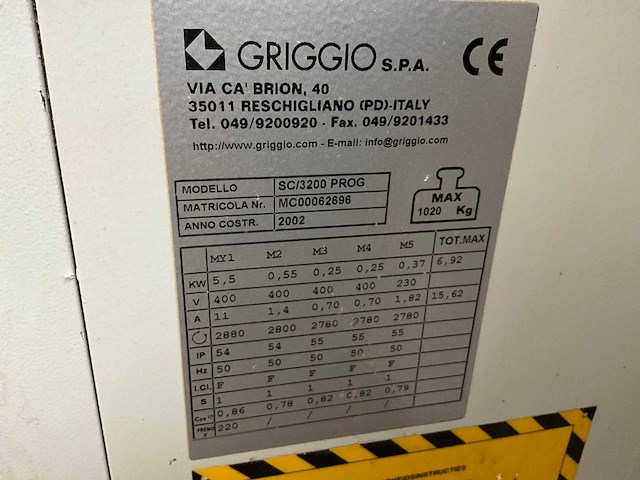 GRIGGIO S.P.A. CE
VIA CA' BRION, 40
35011 RESCHIGLIANO (PD)-ITALY
Tel. 049/9200920 - Fax. 049/9201433
http://www.griggio.com - E-mail: info@griggio.com
MODELLO SC/3200 PROG
MATRICOLA Nr. MC00062696
ANNO COSTR. 2002
MAX
1020 Kg
MY1 M2 M3 M4 M5 TOT.MAX
KW 5,5 0,55 0,25 0,25 0,37 6,92
V 400 400 400 400 230
A 11 1,4 0,70 0,70 1,82 15,62
2880 2800 2780 2780 2780
IP 54 54 55 55 55
Hz 50 50 50 50 50
I.Cl. F F F F F
S 1 1 1 1 1
Cos φ 0,86 0,78 0,82 0,82 0,79
FRENO V 220 / / / /